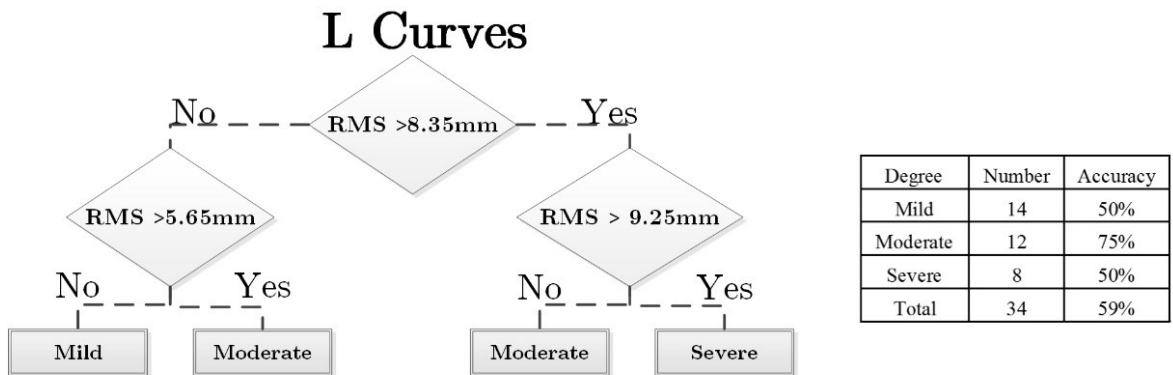 L Curves
No
Yes
RMS >8.35mm
RMS >5.65mm
RMS > 9.25mm
No
Yes
No
Yes
Mild
Moderate
Moderate
Severe
Degree Number Accuracy
Mild 14 50%
Moderate 12 75%
Severe 8 50%
Total 34 59%